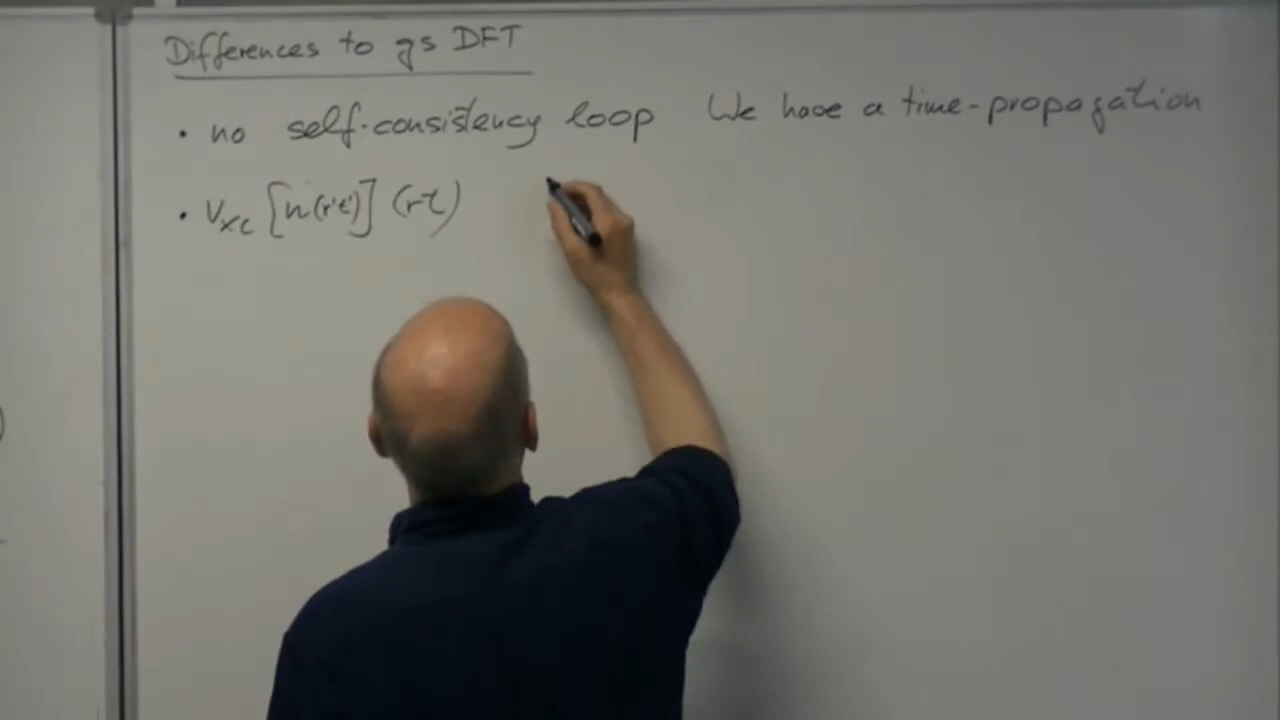 Differences to gs DFT
• no self-consistency loop We have a time-propagation
• Vxc [n(r't')] (rt)